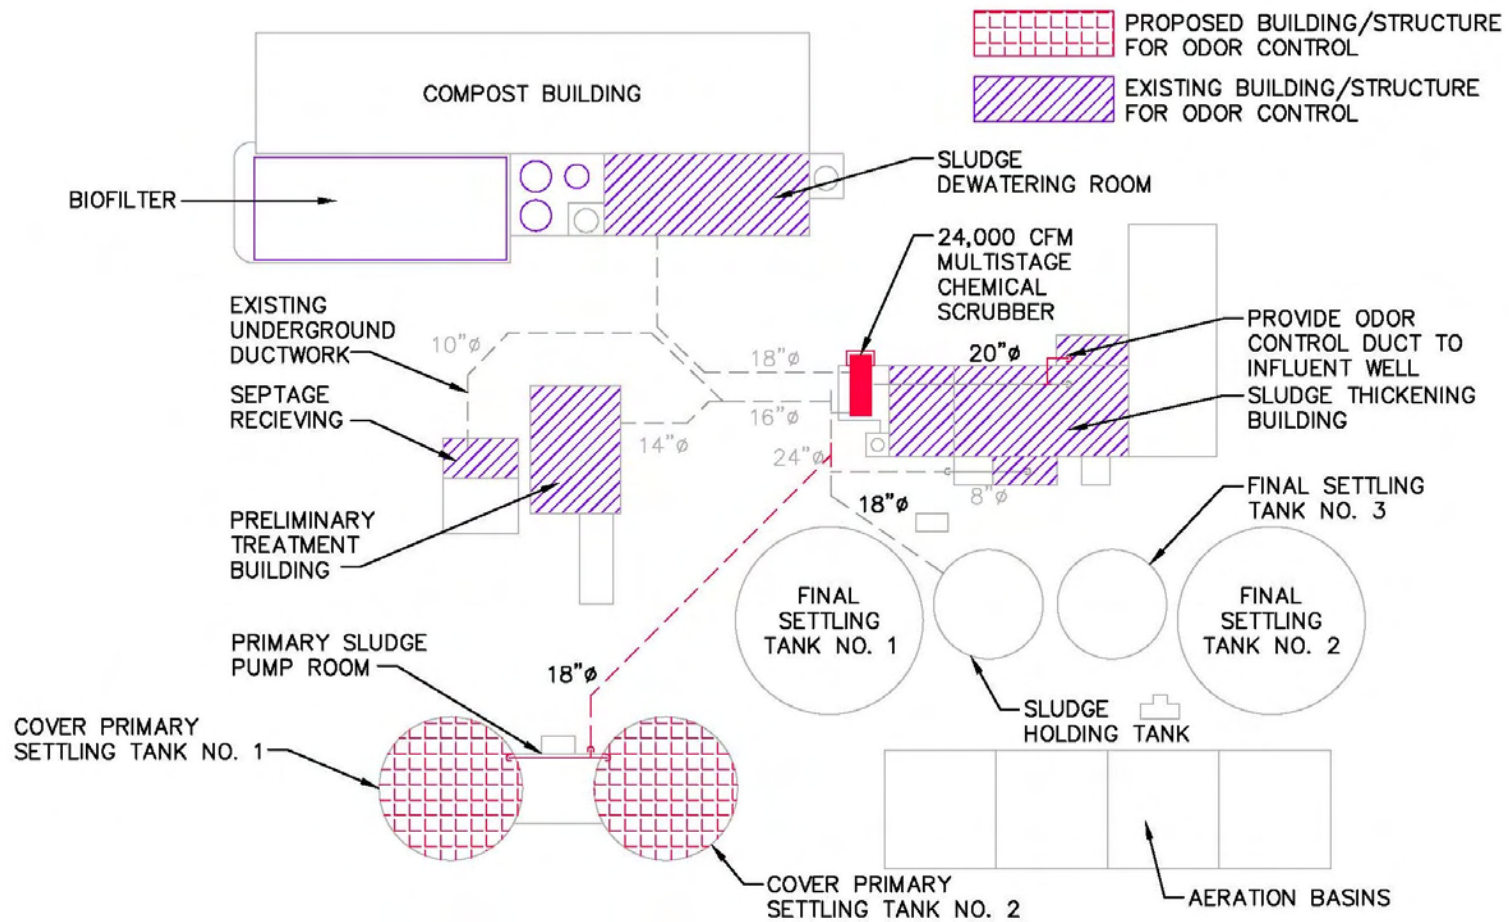 PROPOSED BUILDING/STRUCTURE
FOR ODOR CONTROL
EXISTING BUILDING/STRUCTURE
FOR ODOR CONTROL
COMPOST BUILDING
BIOFILTER
SLUDGE
DEWATERING ROOM
24,000 CFM
MULTISTAGE
CHEMICAL
SCRUBBER
EXISTING
UNDERGROUND
DUCTWORK
10"ø
18"ø
20"ø
PROVIDE ODOR
CONTROL DUCT TO
INFLUENT WELL
SEPTAGE
RECIEVING
14"ø
16"ø
24"ø
SLUDGE THICKENING
BUILDING
8"ø
18"ø
FINAL SETTLING
TANK NO. 3
PRELIMINARY
TREATMENT
BUILDING
FINAL
SETTLING
TANK NO. 1
FINAL
SETTLING
TANK NO. 2
PRIMARY SLUDGE
PUMP ROOM
18"ø
SLUDGE
HOLDING TANK
COVER PRIMARY
SETTLING TANK NO. 1
COVER PRIMARY
SETTLING TANK NO. 2
AERATION BASINS